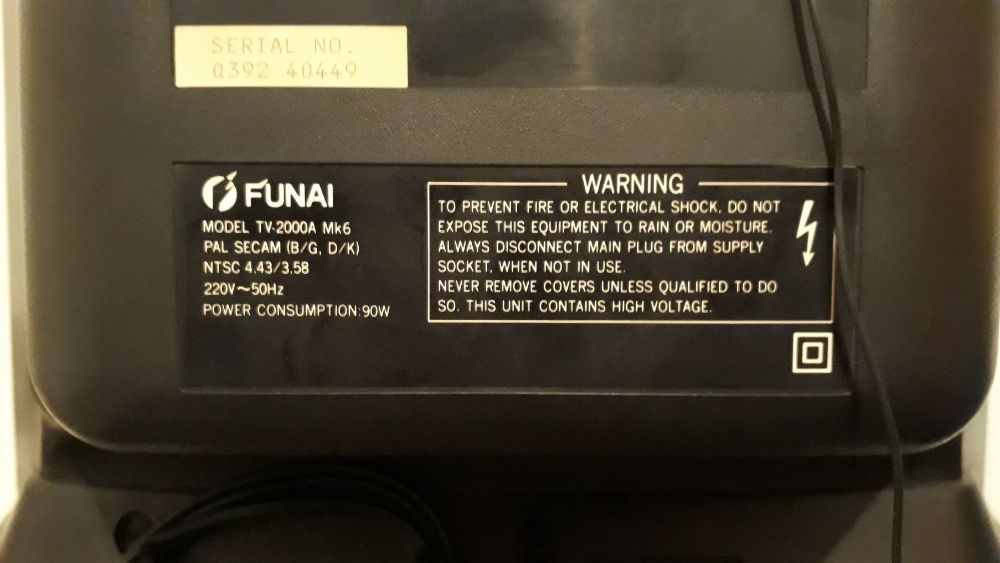 SERIAL NO.
0392 40449
FUNAI
MODEL TV-2000A Mk6
PAL SECAM (B/G, D/K)
NTSC 4.43/3.58
220V~50Hz
POWER CONSUMPTION:90W
WARNING
TO PREVENT FIRE OR ELECTRICAL SHOCK, DO NOT
EXPOSE THIS EQUIPMENT TO RAIN OR MOISTURE.
ALWAYS DISCONNECT MAIN PLUG FROM SUPPLY
SOCKET, WHEN NOT IN USE.
NEVER REMOVE COVERS UNLESS QUALIFIED TO DO
SO. THIS UNIT CONTAINS HIGH VOLTAGE.